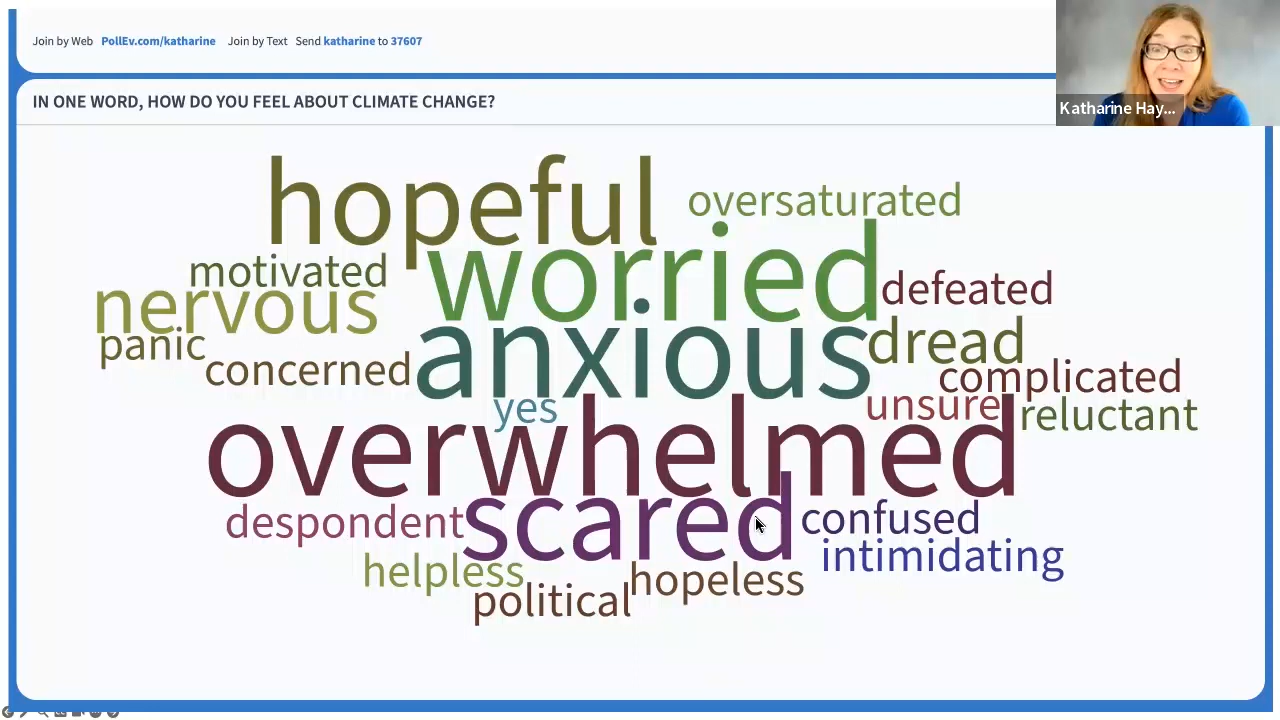 Join by Web PollEv.com/katharine Join by Text Send katharine to 37607
Katharine Hay...
IN ONE WORD, HOW DO YOU FEEL ABOUT CLIMATE CHANGE?
hopeful
oversaturated
worried
motivated
defeated
nervous
anxious
dread
panic
concerned
complicated
yes
unsure
reluctant
overwhelmed
scared
despondent
confused
intimidating
helpless
hopeless
political